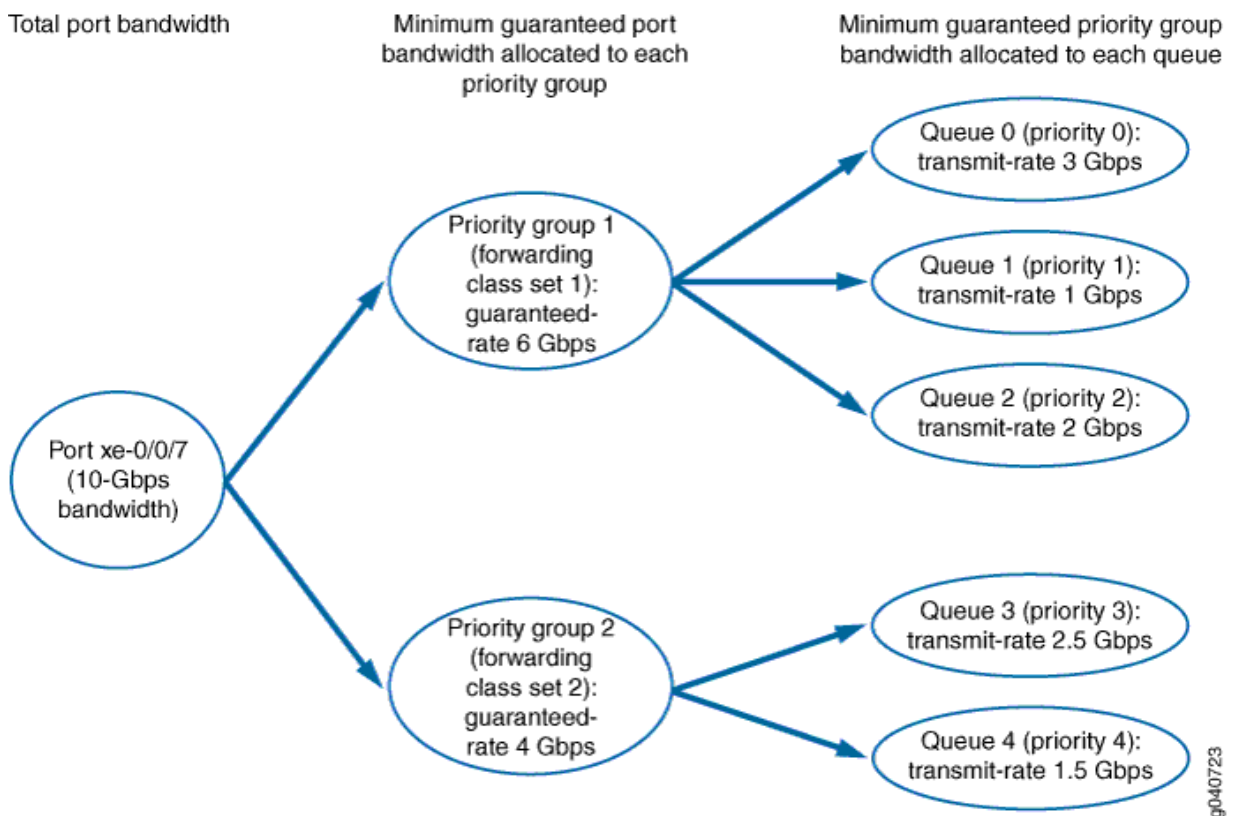 Total port bandwidth
Minimum guaranteed port
bandwidth allocated to each
priority group
Minimum guaranteed priority group
bandwidth allocated to each queue
Port xe-0/0/7
(10-Gbps
bandwidth)
Priority group 1
(forwarding
class set 1):
guaranteed-
rate 6 Gbps
Queue 0 (priority 0):
transmit-rate 3 Gbps
Queue 1 (priority 1):
transmit-rate 1 Gbps
Queue 2 (priority 2):
transmit-rate 2 Gbps
Priority group 2
(forwarding
class set 2):
guaranteed-
rate 4 Gbps
Queue 3 (priority 3):
transmit-rate 2.5 Gbps
Queue 4 (priority 4):
transmit-rate 1.5 Gbps
g040723